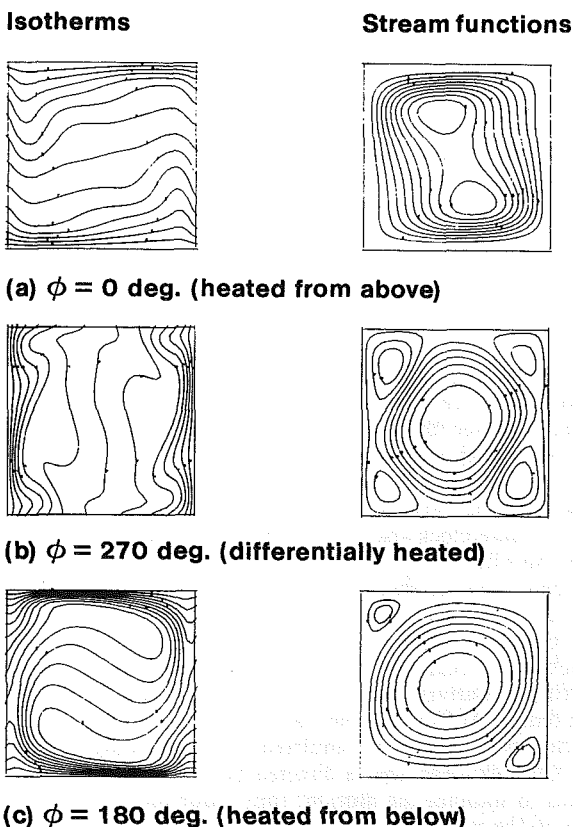 Isotherms Stream functions
(a) ϕ = 0 deg. (heated from above)
(b) ϕ = 270 deg. (differentially heated)
(c) ϕ = 180 deg. (heated from below)